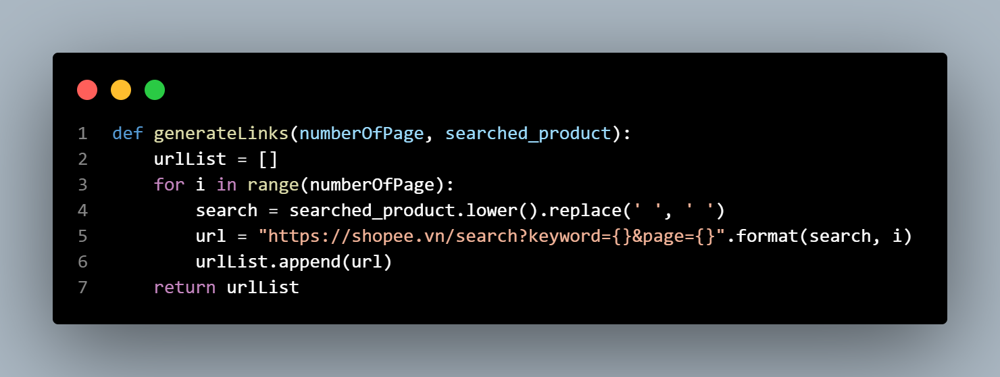 1 def generateLinks(numberOfPage, searched_product):
2     urlList = []
3     for i in range(numberOfPage):
4         search = searched_product.lower().replace(' ', ' ')
5         url = "https://shopee.vn/search?keyword={}&page={}".format(search, i)
6         urlList.append(url)
7     return urlList